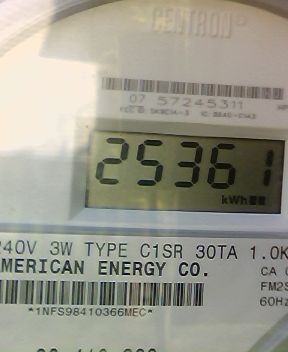 CENTRON
07 57245311
25361
kWh
240V 3W TYPE C1SR 30TA 1.0K
AMERICAN ENERGY CO.
CA
FM2S
60Hz
*1NFS98410366MEC*